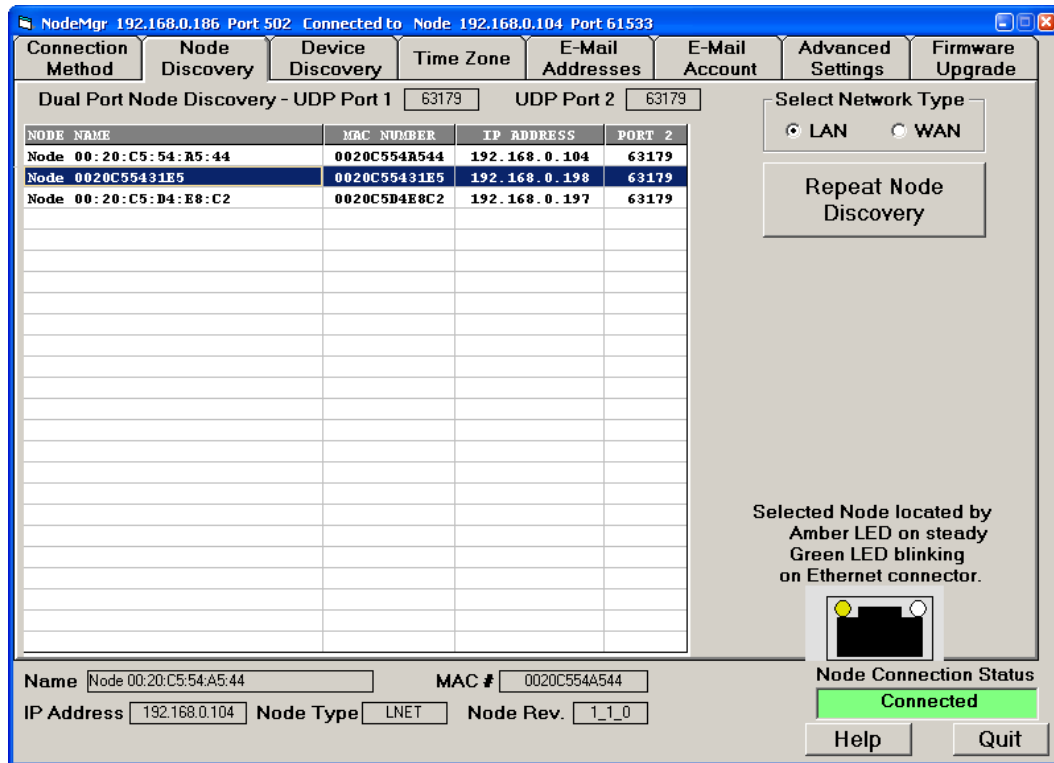 NodeMgr 192.168.0.186 Port 502 Connected to Node 192.168.0.104 Port 61533
Connection Method
Node Discovery
Device Discovery
Time Zone
E-Mail Addresses
E-Mail Account
Advanced Settings
Firmware Upgrade
Dual Port Node Discovery - UDP Port 1 63179 UDP Port 2 63179
Select Network Type
LAN WAN
NODE NAME MAC NUMBER IP ADDRESS PORT 2
Node 00:20:C5:54:A5:44 0020C554A544 192.168.0.104 63179
Node 0020C55431E5 0020C55431E5 192.168.0.198 63179
Node 00:20:C5:D4:E8:C2 0020C5D4E8C2 192.168.0.197 63179
Repeat Node
Discovery
Selected Node located by
Amber LED on steady
Green LED blinking
on Ethernet connector.
Name Node 00:20:C5:54:A5:44 MAC # 0020C554A544
IP Address 192.168.0.104 Node Type LNET Node Rev. 1_1_0
Node Connection Status
Connected
Help Quit